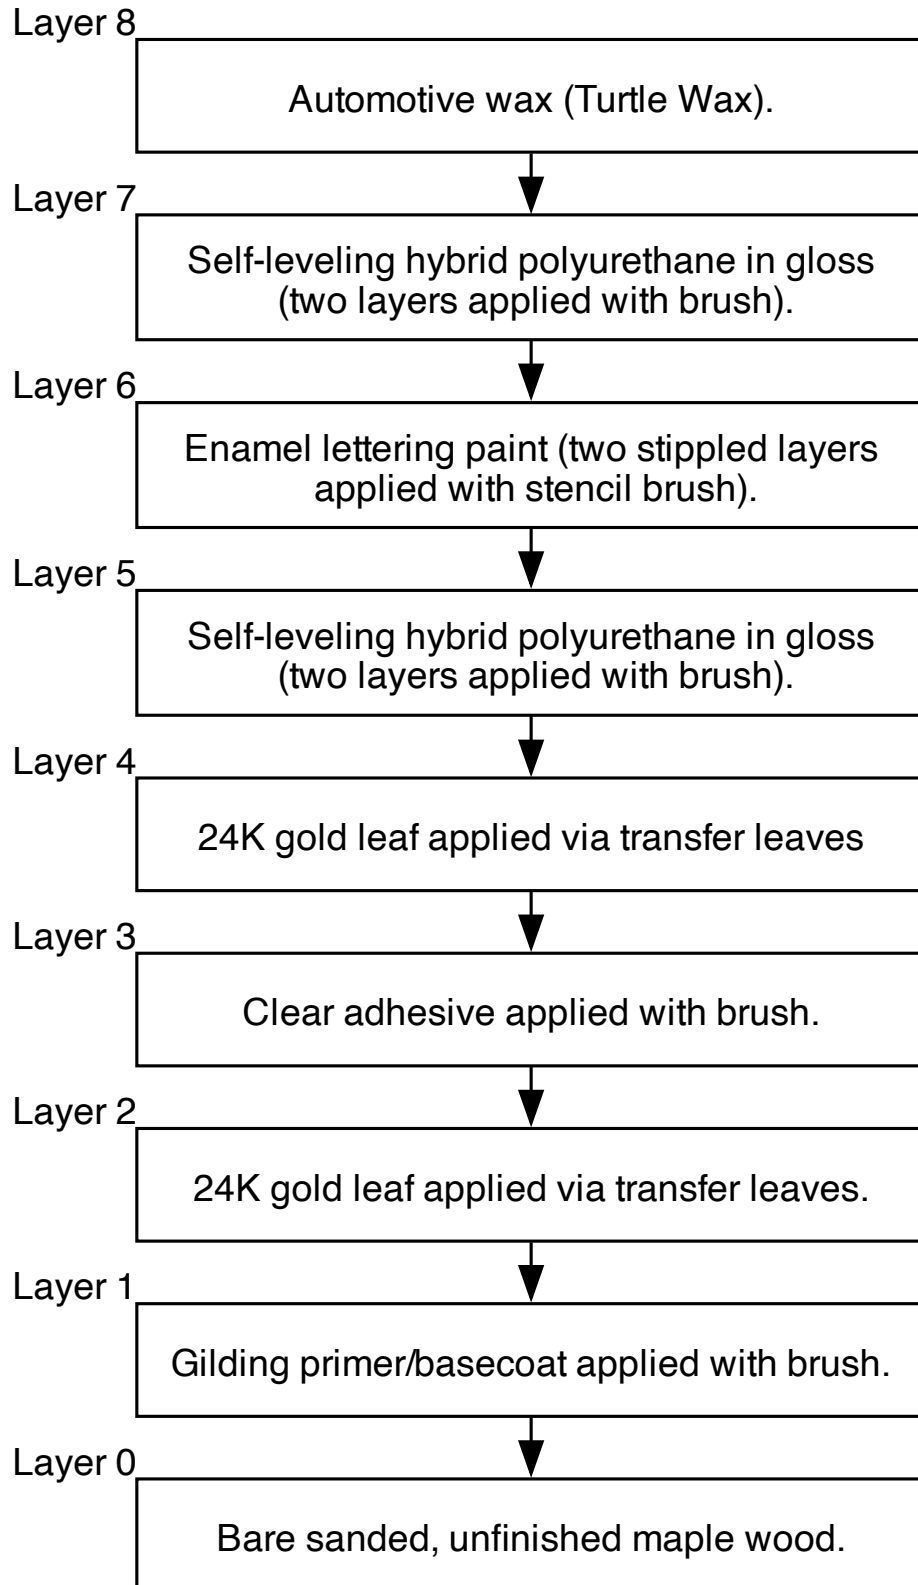 Layer 8
Automotive wax (Turtle Wax).
Layer 7
Self-leveling hybrid polyurethane in gloss
(two layers applied with brush).
Layer 6
Enamel lettering paint (two stippled layers
applied with stencil brush).
Layer 5
Self-leveling hybrid polyurethane in gloss
(two layers applied with brush).
Layer 4
24K gold leaf applied via transfer leaves
Layer 3
Clear adhesive applied with brush.
Layer 2
24K gold leaf applied via transfer leaves.
Layer 1
Gilding primer/basecoat applied with brush.
Layer 0
Bare sanded, unfinished maple wood.